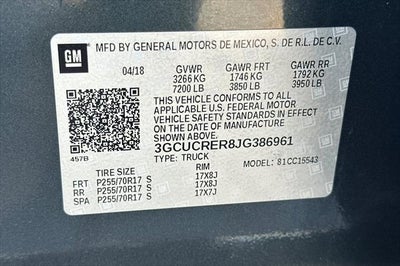 GM
MFD BY GENERAL MOTORS DE MEXICO, S. DE R.L. DE C.V.
04/18 GVWR GAWR FRT GAWR RR
3266 KG 1746 KG 1792 KG
7200 LB 3850 LB 3950 LB
THIS VEHICLE CONFORMS TO ALL
APPLICABLE U.S. FEDERAL MOTOR
VEHICLE SAFETY STANDARDS IN EFFECT ON
THE DATE OF MANUFACTURE
SHOWN ABOVE.
3GCUCRER8JG386961
457B TYPE: TRUCK MODEL: 81CC15543
TIRE SIZE RIM
FRT P255/70R17 S 17X8J
RR P255/70R17 S 17X8J
SPA P255/70R17 S 17X7J